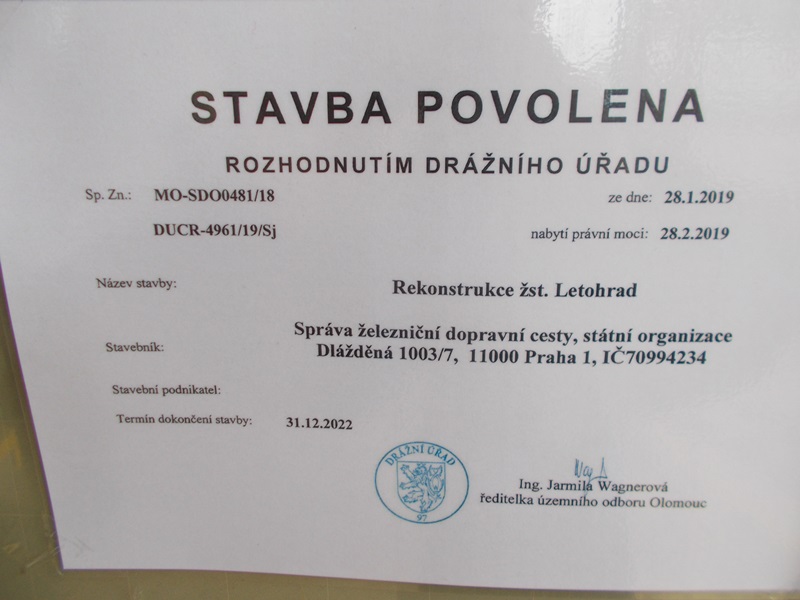 STAVBA POVOLENA
ROZHODNUTÍM DRÁŽNÍHO ÚŘADU
Sp. Zn.: MO-SDO0481/18 ze dne: 28.1.2019
DUCR-4961/19/Sj nabytí právní moci: 28.2.2019
Název stavby: Rekonstrukce žst. Letohrad
Stavebník: Správa železniční dopravní cesty, státní organizace
Dlážděná 1003/7, 11000 Praha 1, IČ70994234
Stavební podnikatel:
Termín dokončení stavby: 31.12.2022
DRÁŽNÍ ÚŘAD
97
Ing. Jarmila Wagnerová
ředitelka územního odboru Olomouc